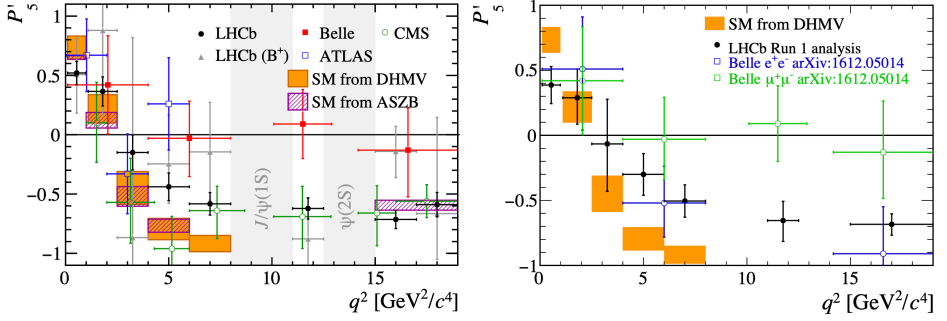 P'5
1
0.5
0
−0.5
−1
0 5 10 15
q² [GeV²/c⁴]
LHCb
LHCb (B⁺)
Belle
ATLAS
CMS
SM from DHMV
SM from ASZB
J/ψ(1S)
ψ(2S)
P'5
1
0.5
0
-0.5
-1
0 5 10 15
q² [GeV²/c⁴]
SM from DHMV
LHCb Run 1 analysis
Belle e⁺e⁻ arXiv:1612.05014
Belle μ⁺μ⁻ arXiv:1612.05014